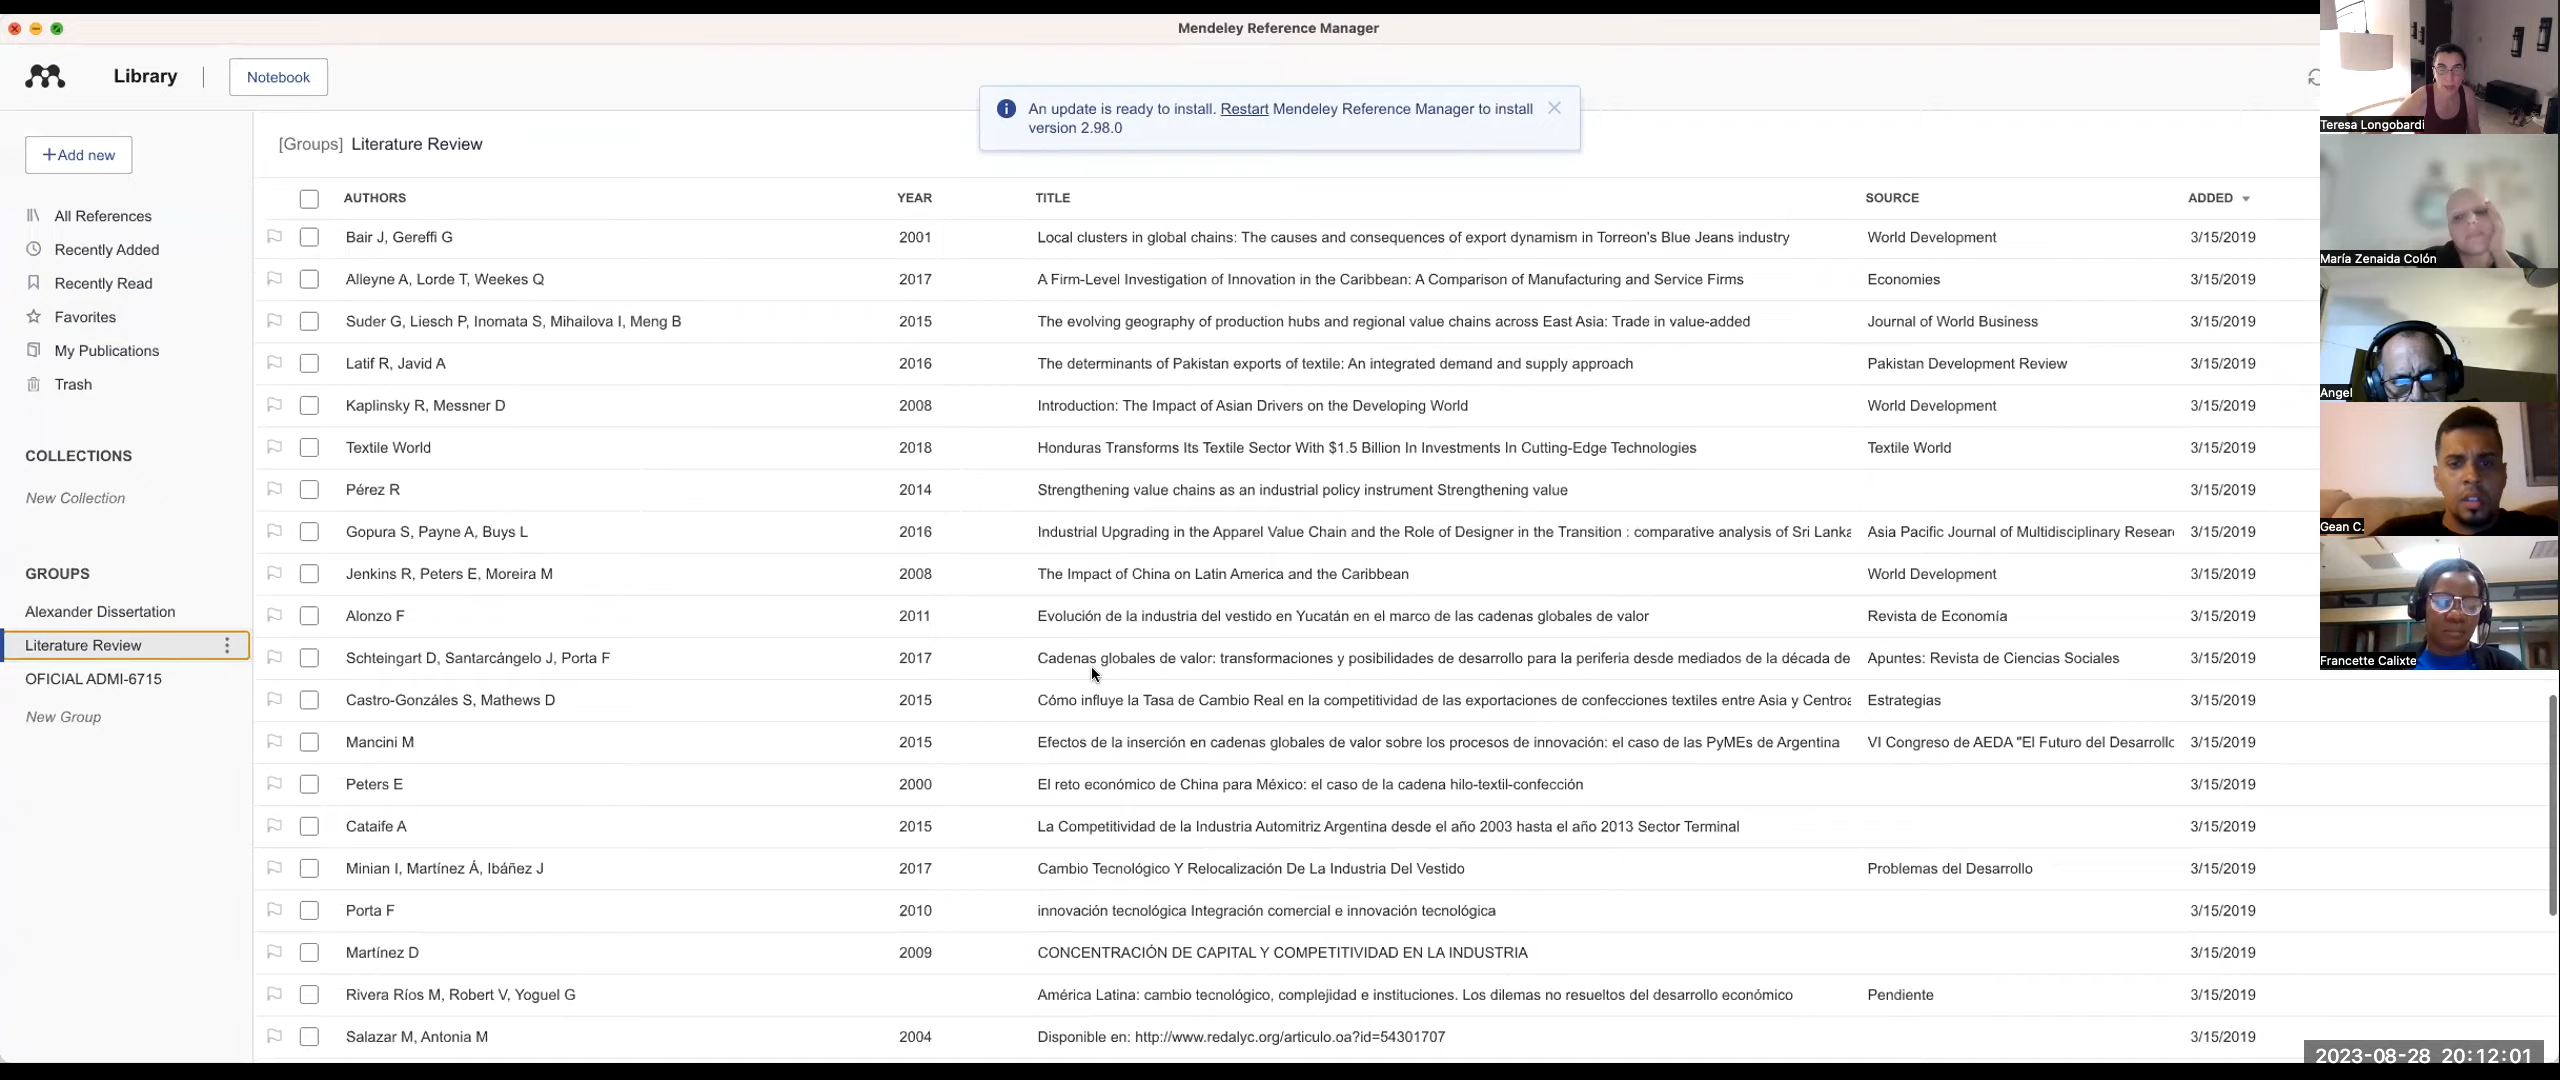 Mendeley Reference Manager
Library
Notebook
An update is ready to install. Restart Mendeley Reference Manager to install
version 2.98.0
+Add new
All References
Recently Added
Recently Read
Favorites
My Publications
Trash
COLLECTIONS
New Collection
GROUPS
Alexander Dissertation
Literature Review
OFICIAL ADMI-6715
New Group
[Groups] Literature Review
AUTHORS YEAR TITLE SOURCE ADDED
Bair J, Gereffi G 2001 Local clusters in global chains: The causes and consequences of export dynamism in Torreon's Blue Jeans industry World Development 3/15/2019
Alleyne A, Lorde T, Weekes Q 2017 A Firm-Level Investigation of Innovation in the Caribbean: A Comparison of Manufacturing and Service Firms Economies 3/15/2019
Suder G, Liesch P, Inomata S, Mihailova I, Meng B 2015 The evolving geography of production hubs and regional value chains across East Asia: Trade in value-added Journal of World Business 3/15/2019
Latif R, Javid A 2016 The determinants of Pakistan exports of textile: An integrated demand and supply approach Pakistan Development Review 3/15/2019
Kaplinsky R, Messner D 2008 Introduction: The Impact of Asian Drivers on the Developing World World Development 3/15/2019
Textile World 2018 Honduras Transforms Its Textile Sector With $1.5 Billion In Investments In Cutting-Edge Technologies Textile World 3/15/2019
Pérez R 2014 Strengthening value chains as an industrial policy instrument Strengthening value 3/15/2019
Gopura S, Payne A, Buys L 2016 Industrial Upgrading in the Apparel Value Chain and the Role of Designer in the Transition : comparative analysis of Sri Lanka Asia Pacific Journal of Multidisciplinary Research 3/15/2019
Jenkins R, Peters E, Moreira M 2008 The Impact of China on Latin America and the Caribbean World Development 3/15/2019
Alonzo F 2011 Evolución de la industria del vestido en Yucatán en el marco de las cadenas globales de valor Revista de Economía 3/15/2019
Schteingart D, Santarcángelo J, Porta F 2017 Cadenas globales de valor: transformaciones y posibilidades de desarrollo para la periferia desde mediados de la década de Apuntes: Revista de Ciencias Sociales 3/15/2019
Castro-Gonzáles S, Mathews D 2015 Cómo influye la Tasa de Cambio Real en la competitividad de las exportaciones de confecciones textiles entre Asia y Centroa Estrategias 3/15/2019
Mancini M 2015 Efectos de la inserción en cadenas globales de valor sobre los procesos de innovación: el caso de las PyMEs de Argentina VI Congreso de AEDA "El Futuro del Desarrollo 3/15/2019
Peters E 2000 El reto económico de China para México: el caso de la cadena hilo-textil-confección 3/15/2019
Cataife A 2015 La Competitividad de la Industria Automitriz Argentina desde el año 2003 hasta el año 2013 Sector Terminal 3/15/2019
Minian I, Martínez Á, Ibáñez J 2017 Cambio Tecnológico Y Relocalización De La Industria Del Vestido Problemas del Desarrollo 3/15/2019
Porta F 2010 innovación tecnológica Integración comercial e innovación tecnológica 3/15/2019
Martínez D 2009 CONCENTRACIÓN DE CAPITAL Y COMPETITIVIDAD EN LA INDUSTRIA 3/15/2019
Rivera Ríos M, Robert V, Yoguel G América Latina: cambio tecnológico, complejidad e instituciones. Los dilemas no resueltos del desarrollo económico Pendiente 3/15/2019
Salazar M, Antonia M 2004 Disponible en: http://www.redalyc.org/articulo.oa?id=54301707 3/15/2019
Teresa Longobardi
María Zenaida Colón
Angel
Gean C.
Francette Calixte
2023-08-28 20:12:01